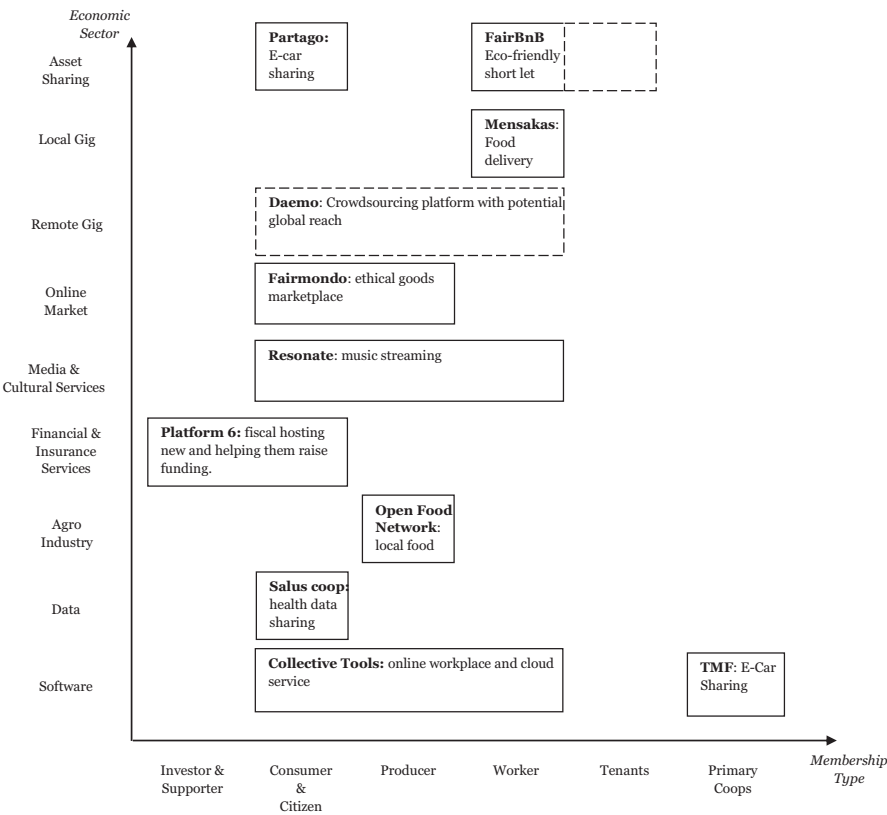 Economic
Sector
Asset
Sharing
Partago:
E-car
sharing
FairBnB
Eco-friendly
short let
Local Gig
Mensakas:
Food
delivery
Remote Gig
Daemo: Crowdsourcing platform with potential
global reach
Online
Market
Fairmondo: ethical goods
marketplace
Media &
Cultural Services
Resonate: music streaming
Financial &
Insurance
Services
Platform 6: fiscal hosting
new and helping them raise
funding.
Agro
Industry
Open Food
Network:
local food
Data
Salus coop:
health data
sharing
Software
Collective Tools: online workplace and cloud
service
TMF: E-Car
Sharing
Investor &
Supporter
Consumer
&
Citizen
Producer
Worker
Tenants
Primary
Coops
Membership
Type